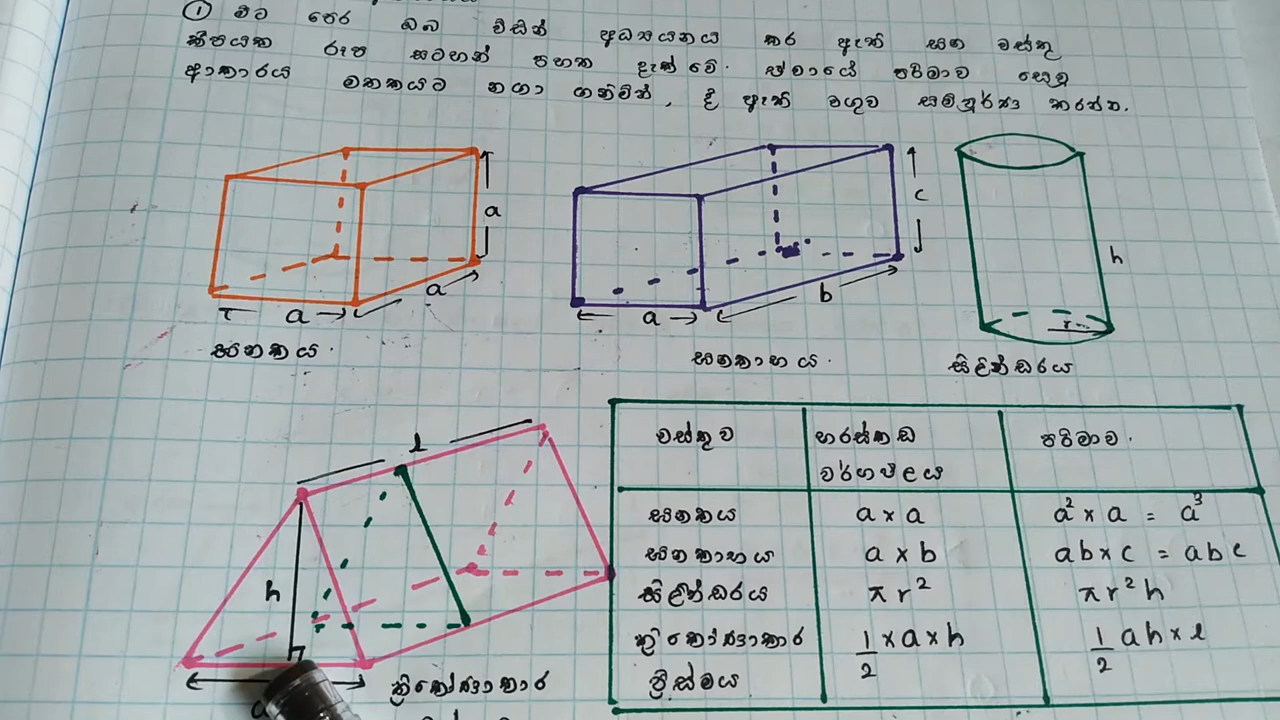 ① මීට පෙර ඔබ විසින් අධ්‍යයනය කර ඇති ඝන වස්තු
කීපයක රූප සටහන් පහත දැක්වේ. ඒවායේ පරිමාව සෙවූ
ආකාරය මතකයට නගා ගනිමින්, දී ඇති වගුව සම්පූර්ණ කරන්න.
a
a
a
ඝනකය.
c
b
a
ඝනකාභය.
h
r
සිලින්ඩරය
l
h
a
ත්‍රිකෝණාකාර
වස්තුව හරස්කඩ වර්ගඵලය පරිමාව.
ඝනකය a x a a² x a = a³
ඝනකාභය a x b ab x c = abc
සිලින්ඩරය πr² πr²h
ත්‍රිකෝණාකාර ප්‍රිස්මය 1/2 x a x h 1/2 ah x l